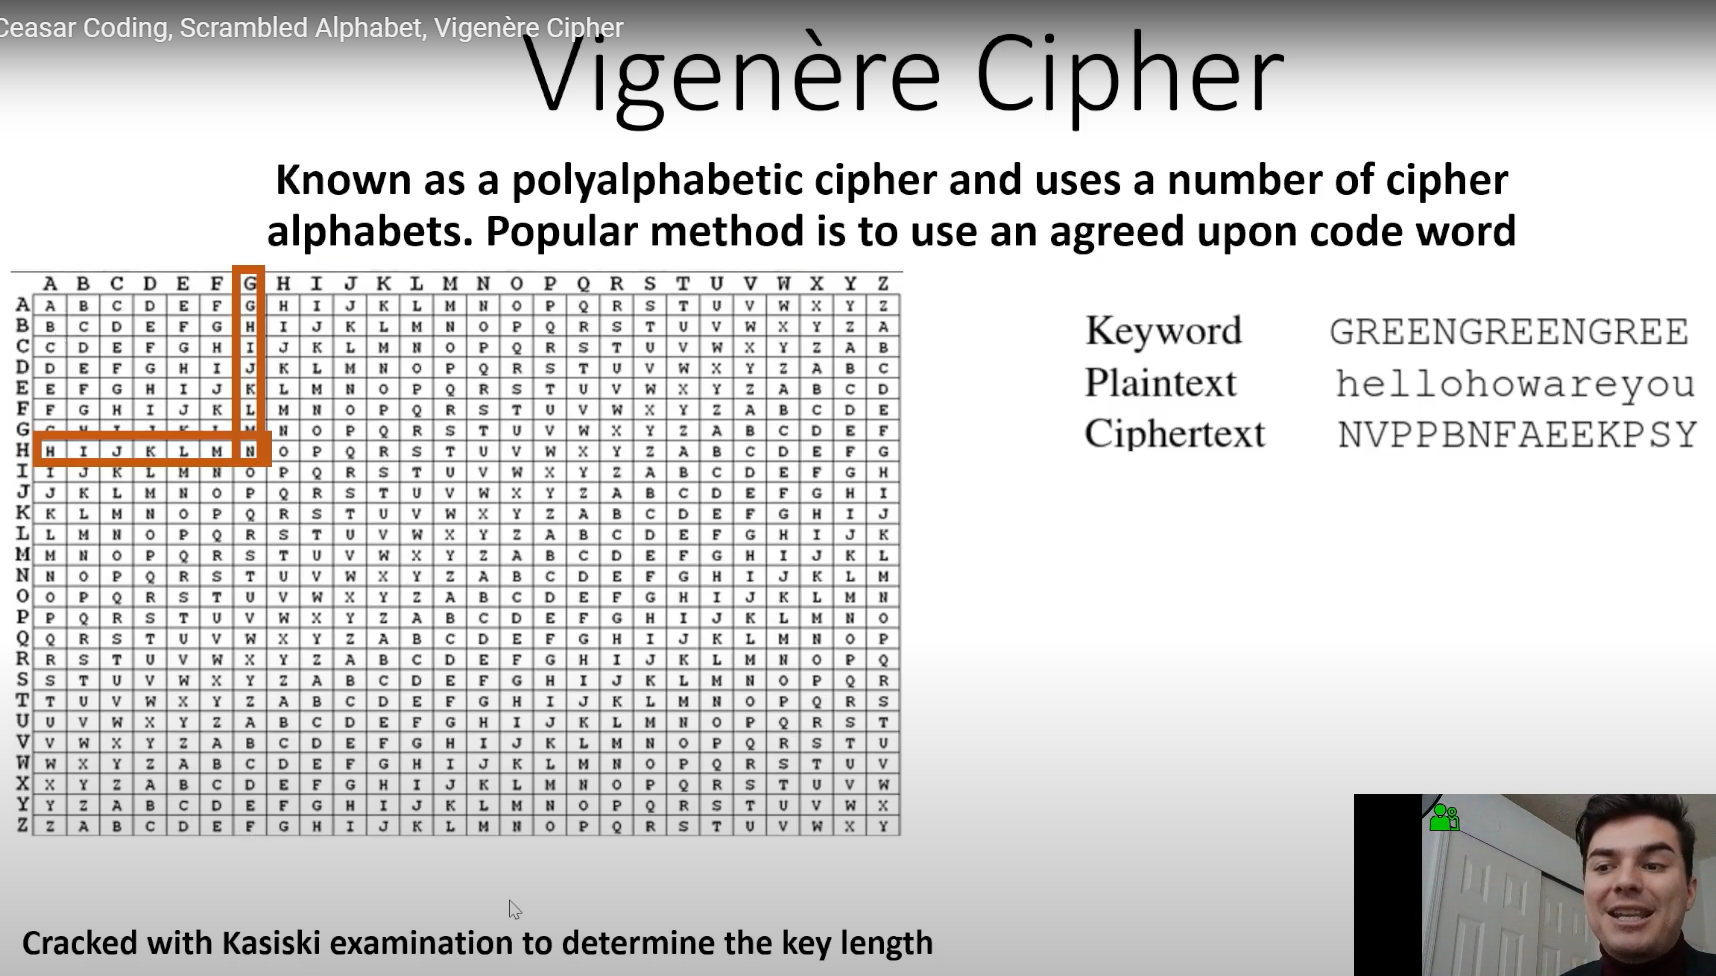 Ceasar Coding, Scrambled Alphabet, Vigenère Cipher
Vigenère Cipher
Known as a polyalphabetic cipher and uses a number of cipher
alphabets. Popular method is to use an agreed upon code word
A B C D E F G H I J K L M N O P Q R S T U V W X Y Z
A A B C D E F G H I J K L M N O P Q R S T U V W X Y Z
B B C D E F G H I J K L M N O P Q R S T U V W X Y Z A
C C D E F G H I J K L M N O P Q R S T U V W X Y Z A B
D D E F G H I J K L M N O P Q R S T U V W X Y Z A B C
E E F G H I J K L M N O P Q R S T U V W X Y Z A B C D
F F G H I J K L M N O P Q R S T U V W X Y Z A B C D E
G G H I J K L M N O P Q R S T U V W X Y Z A B C D E F
H H I J K L M N O P Q R S T U V W X Y Z A B C D E F G
I I J K L M N O P Q R S T U V W X Y Z A B C D E F G H
J J K L M N O P Q R S T U V W X Y Z A B C D E F G H I
K K L M N O P Q R S T U V W X Y Z A B C D E F G H I J
L L M N O P Q R S T U V W X Y Z A B C D E F G H I J K
M M N O P Q R S T U V W X Y Z A B C D E F G H I J K L
N N O P Q R S T U V W X Y Z A B C D E F G H I J K L M
O O P Q R S T U V W X Y Z A B C D E F G H I J K L M N
P P Q R S T U V W X Y Z A B C D E F G H I J K L M N O
Q Q R S T U V W X Y Z A B C D E F G H I J K L M N O P
R R S T U V W X Y Z A B C D E F G H I J K L M N O P Q
S S T U V W X Y Z A B C D E F G H I J K L M N O P Q R
T T U V W X Y Z A B C D E F G H I J K L M N O P Q R S
U U V W X Y Z A B C D E F G H I J K L M N O P Q R S T
V V W X Y Z A B C D E F G H I J K L M N O P Q R S T U
W W X Y Z A B C D E F G H I J K L M N O P Q R S T U V
X X Y Z A B C D E F G H I J K L M N O P Q R S T U V W
Y Y Z A B C D E F G H I J K L M N O P Q R S T U V W X
Z Z A B C D E F G H I J K L M N O P Q R S T U V W X Y
Keyword GREENGREENGREE
Plaintext hellohowareyou
Ciphertext NVPPBNFAEEKPSY
Cracked with Kasiski examination to determine the key length